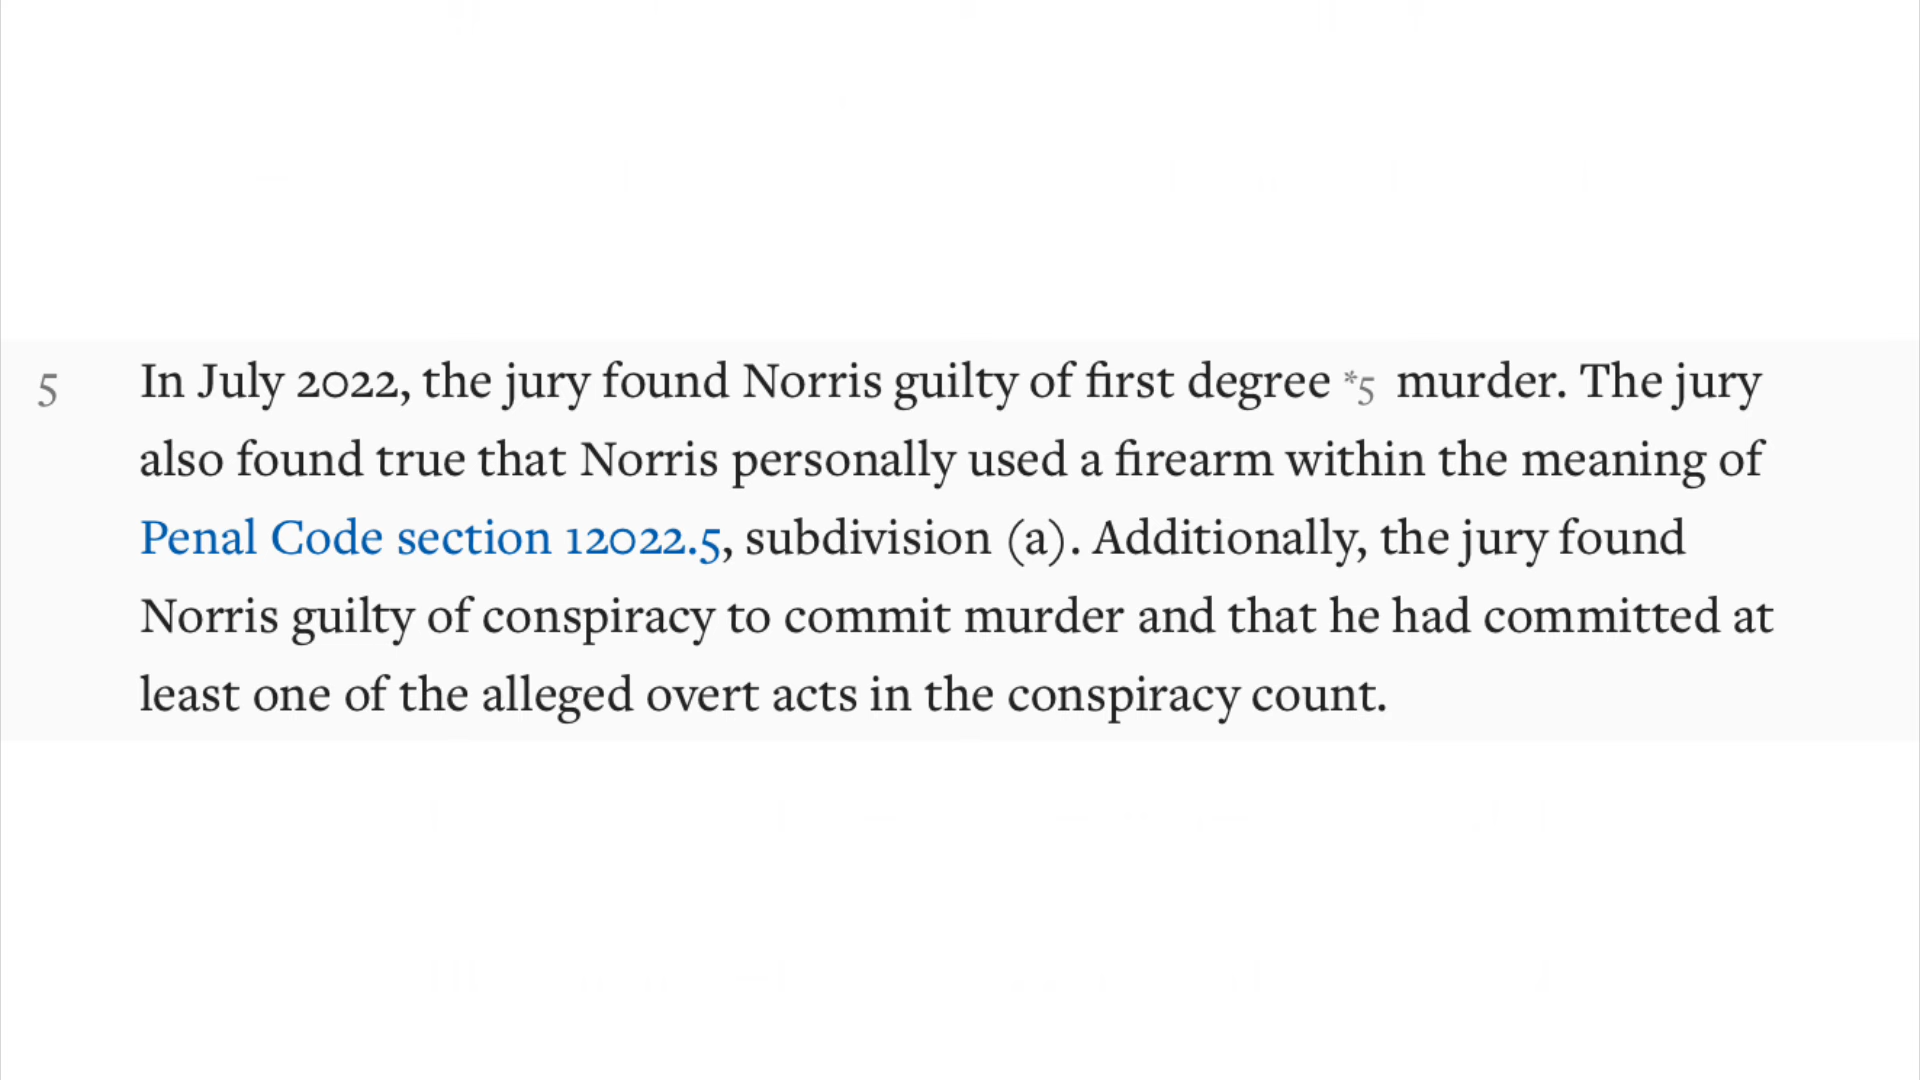 5 In July 2022, the jury found Norris guilty of first degree *5 murder. The jury
also found true that Norris personally used a firearm within the meaning of
Penal Code section 12022.5, subdivision (a). Additionally, the jury found
Norris guilty of conspiracy to commit murder and that he had committed at
least one of the alleged overt acts in the conspiracy count.